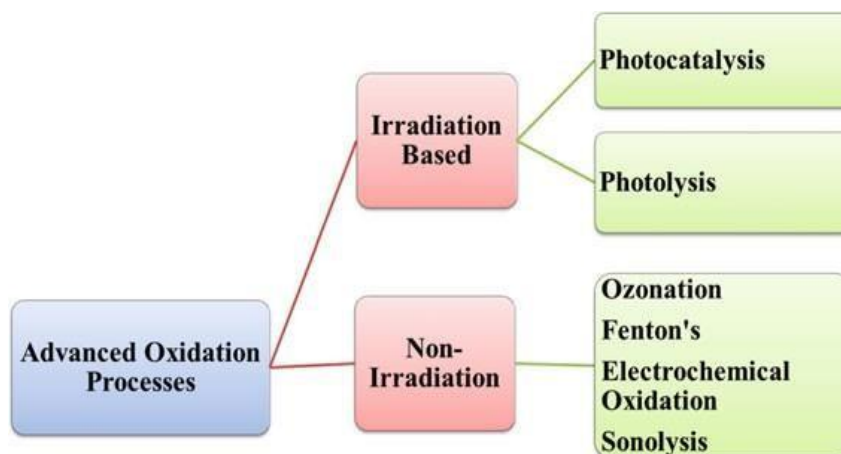 Photocatalysis
Irradiation
Based
Photolysis
Ozonation
Fenton's
Electrochemical
Oxidation
Sonolysis
Non-
Irradiation
Advanced Oxidation
Processes